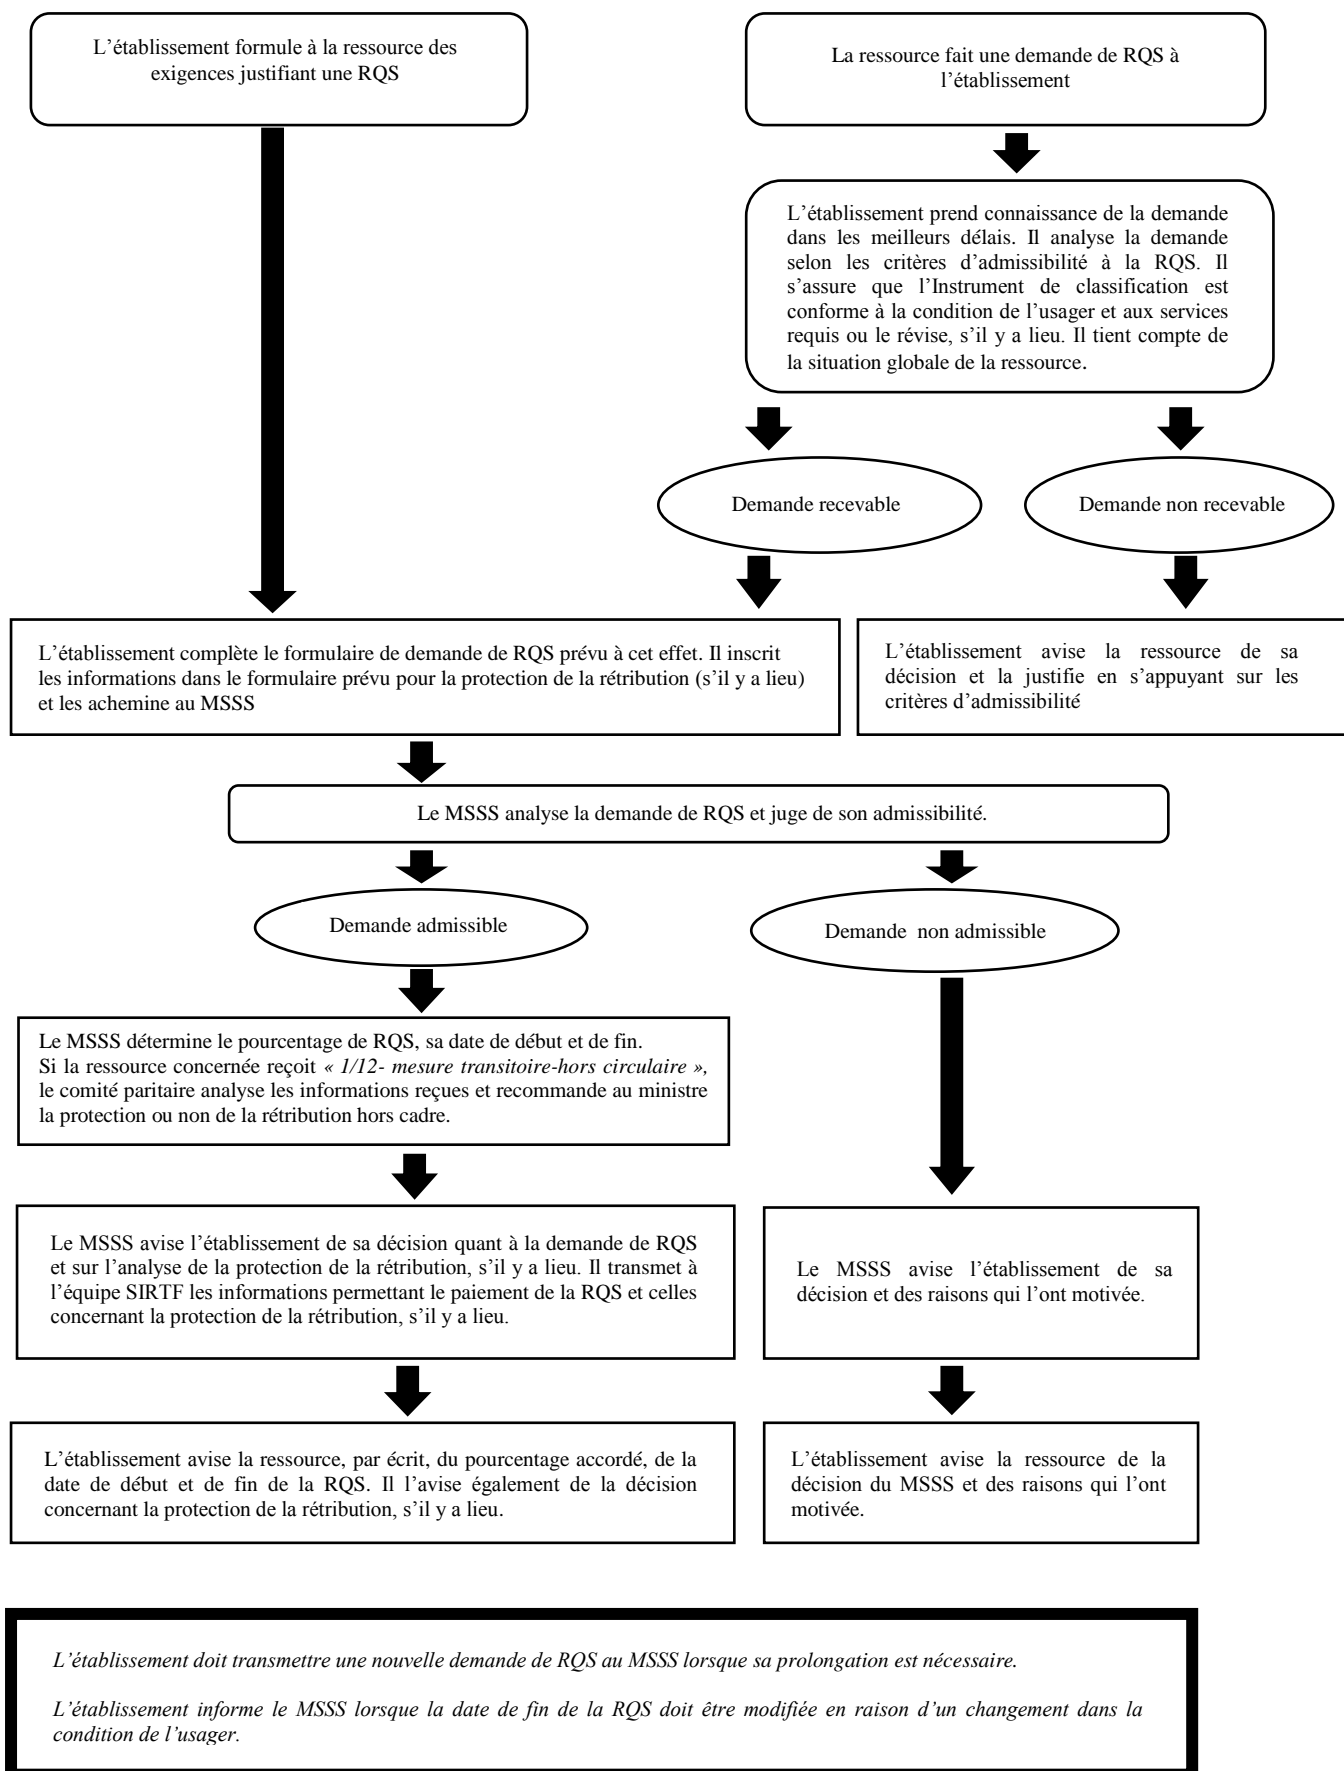 L’établissement formule à la ressource des
exigences justifiant une RQS
La ressource fait une demande de RQS à
l’établissement
L’établissement prend connaissance de la demande
dans les meilleurs délais. Il analyse la demande
selon les critères d’admissibilité à la RQS. Il
s’assure que l’Instrument de classification est
conforme à la condition de l’usager et aux services
requis ou le révise, s’il y a lieu. Il tient compte de
la situation globale de la ressource.
Demande recevable
Demande non recevable
L’établissement complète le formulaire de demande de RQS prévu à cet effet. Il inscrit
les informations dans le formulaire prévu pour la protection de la rétribution (s’il y a lieu)
et les achemine au MSSS
L’établissement avise la ressource de sa
décision et la justifie en s’appuyant sur les
critères d’admissibilité
Le MSSS analyse la demande de RQS et juge de son admissibilité.
Demande admissible
Demande non admissible
Le MSSS détermine le pourcentage de RQS, sa date de début et de fin.
Si la ressource concernée reçoit « 1/12- mesure transitoire-hors circulaire »,
le comité paritaire analyse les informations reçues et recommande au ministre
la protection ou non de la rétribution hors cadre.
Le MSSS avise l’établissement de sa décision quant à la demande de RQS
et sur l’analyse de la protection de la rétribution, s’il y a lieu. Il transmet à
l’équipe SIRTF les informations permettant le paiement de la RQS et celles
concernant la protection de la rétribution, s’il y a lieu.
Le MSSS avise l’établissement de sa
décision et des raisons qui l’ont motivée.
L’établissement avise la ressource, par écrit, du pourcentage accordé, de la
date de début et de fin de la RQS. Il l’avise également de la décision
concernant la protection de la rétribution, s’il y a lieu.
L’établissement avise la ressource de la
décision du MSSS et des raisons qui l’ont
motivée.
L’établissement doit transmettre une nouvelle demande de RQS au MSSS lorsque sa prolongation est nécessaire.
L’établissement informe le MSSS lorsque la date de fin de la RQS doit être modifiée en raison d’un changement dans la
condition de l’usager.